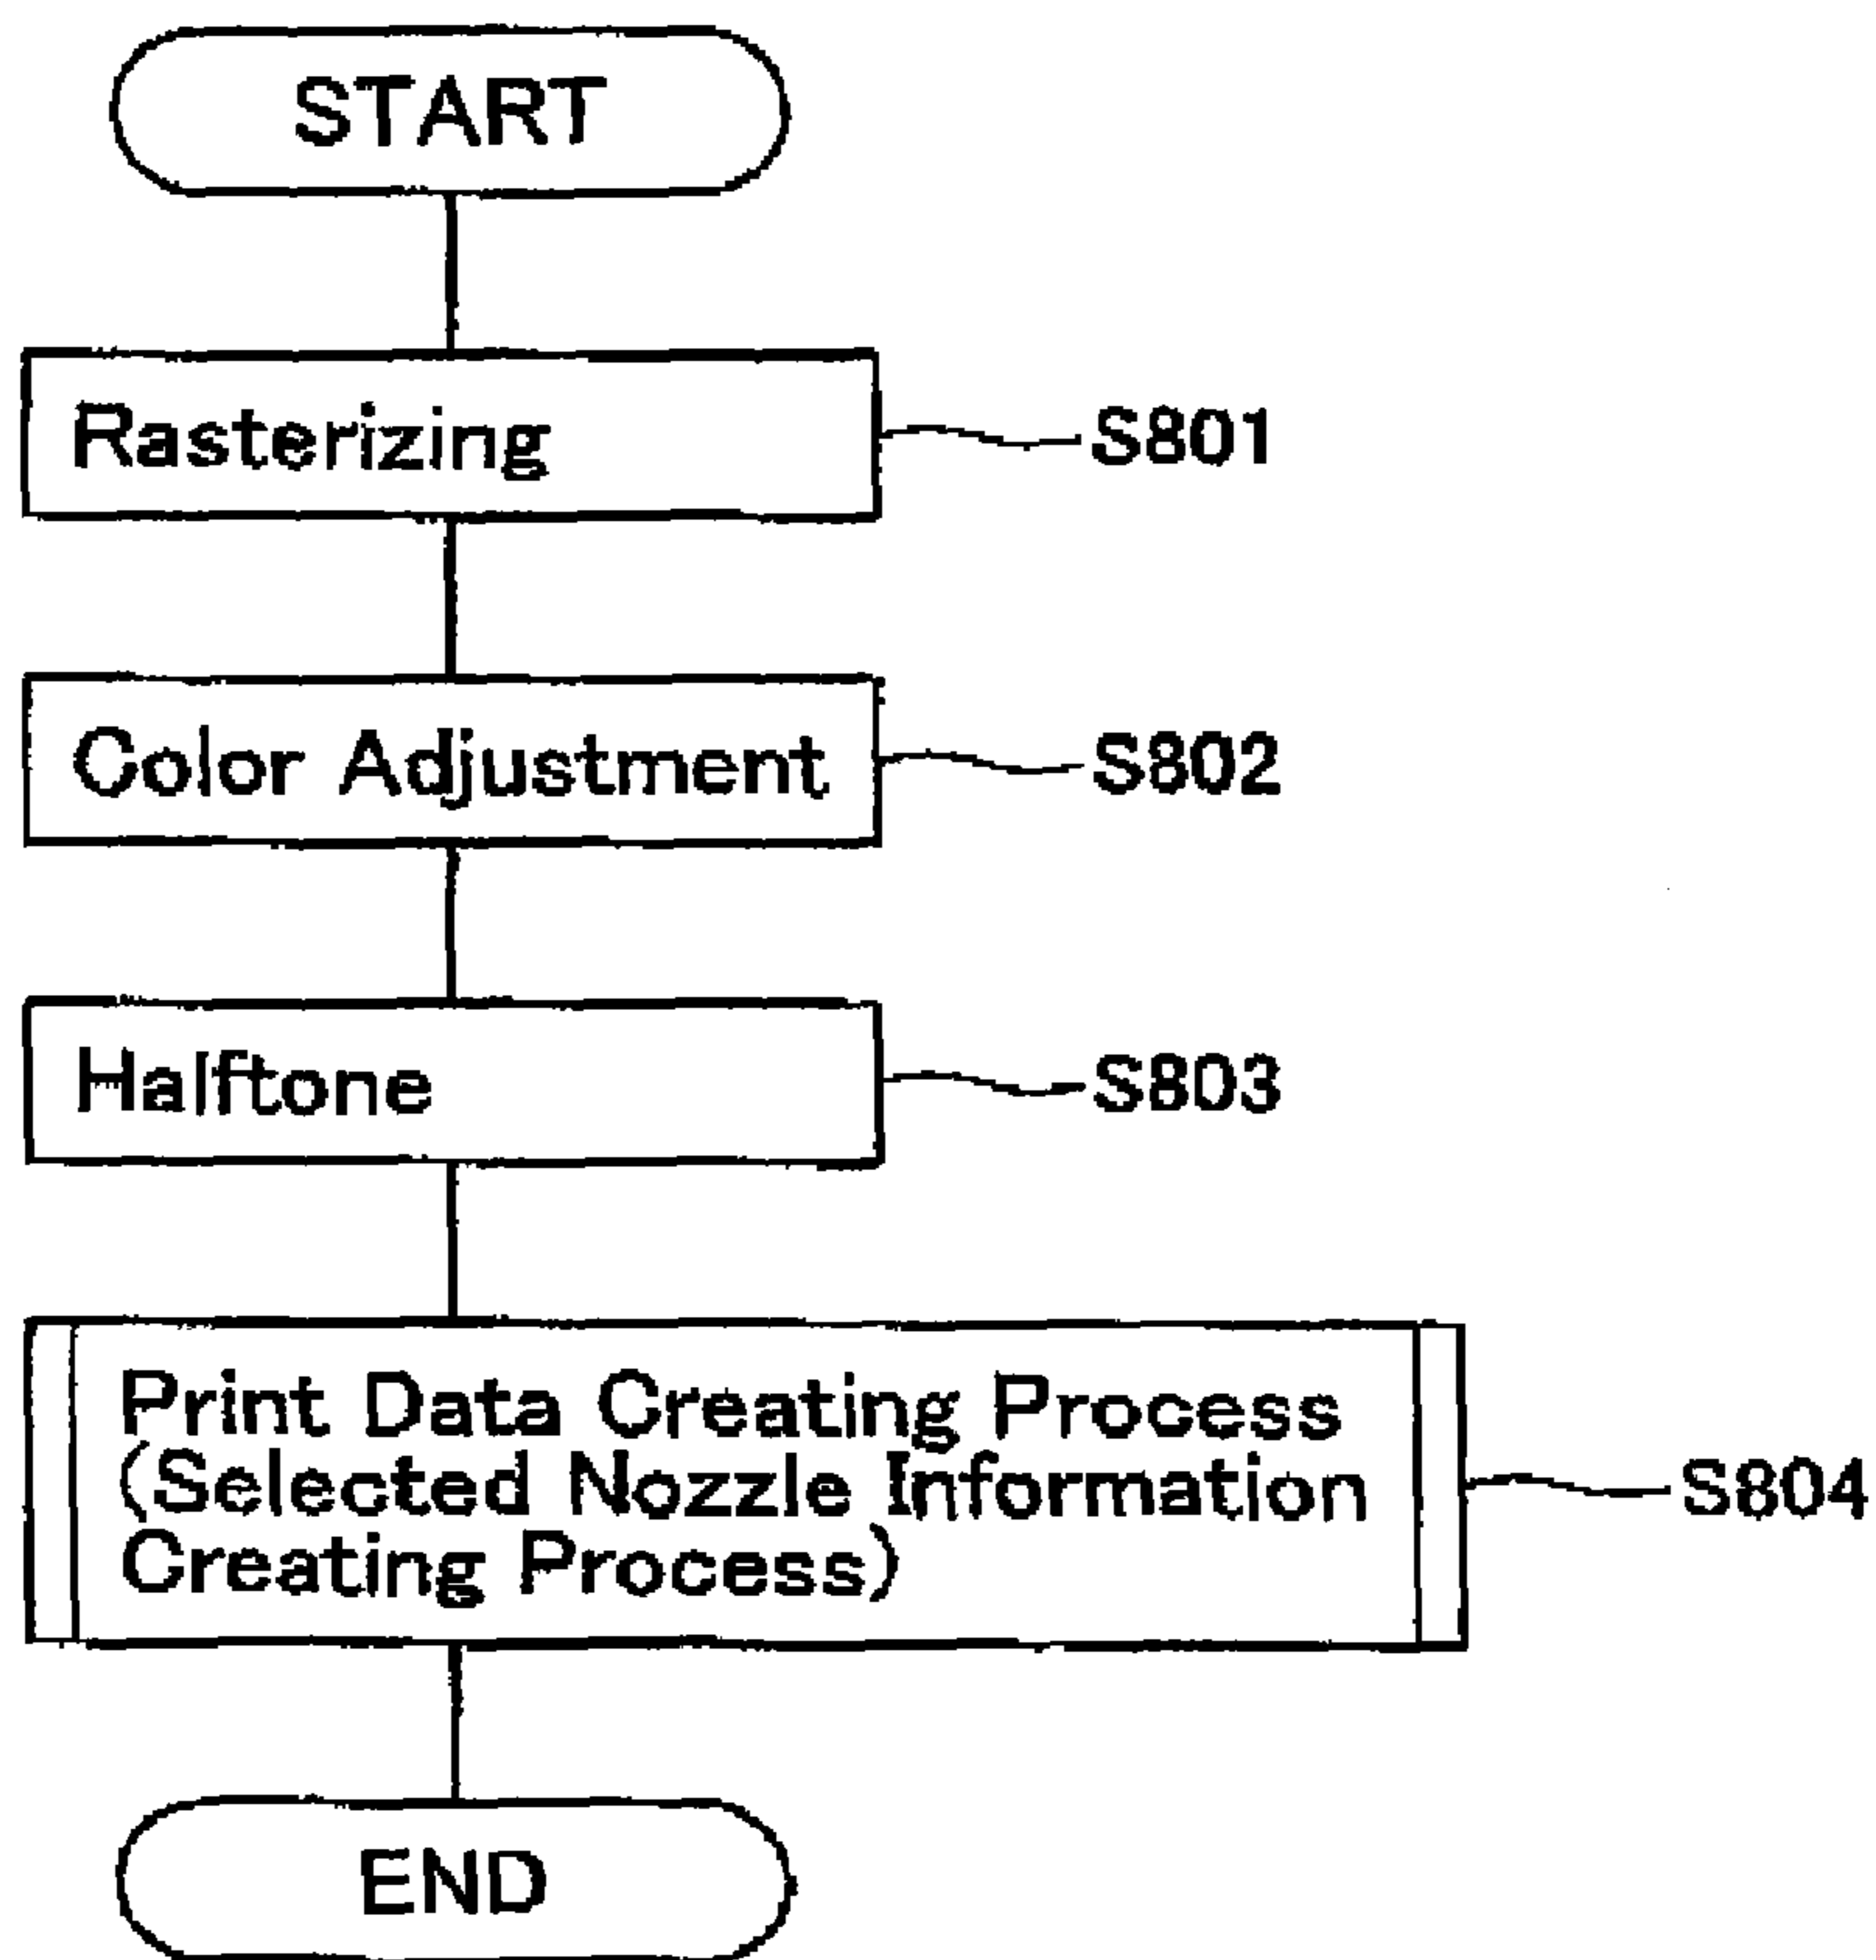 START
Rasterizing
S801
Color Adjustment
S802
Halftone
S803
Print Data Creating Process
(Selected Nozzle Information
Creating Process)
S804
END